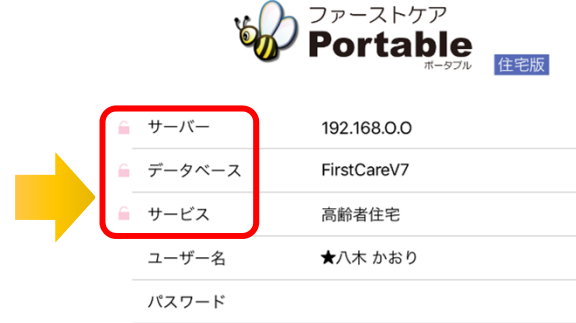 ファーストケア
Portable
ポータブル
住宅版
サーバー 192.168.O.O
データベース FirstCareV7
サービス 高齢者住宅
ユーザー名 ★八木 かおり
パスワード